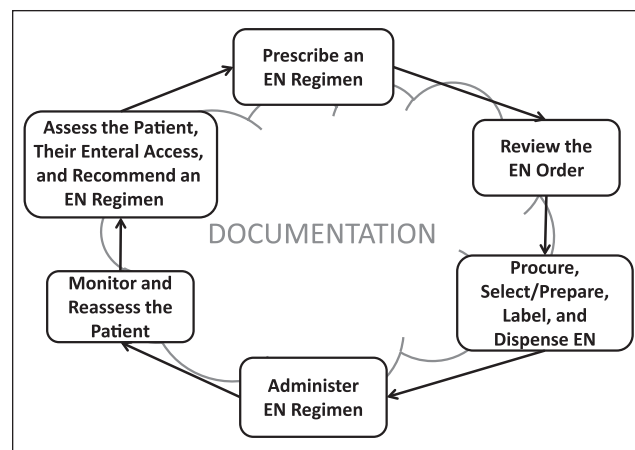 Prescribe an
EN Regimen
Assess the Patient,
Their Enteral Access,
and Recommend an
EN Regimen
Review the
EN Order
DOCUMENTATION
Monitor and
Reassess the
Patient
Procure,
Select/Prepare,
Label, and
Dispense EN
Administer
EN Regimen